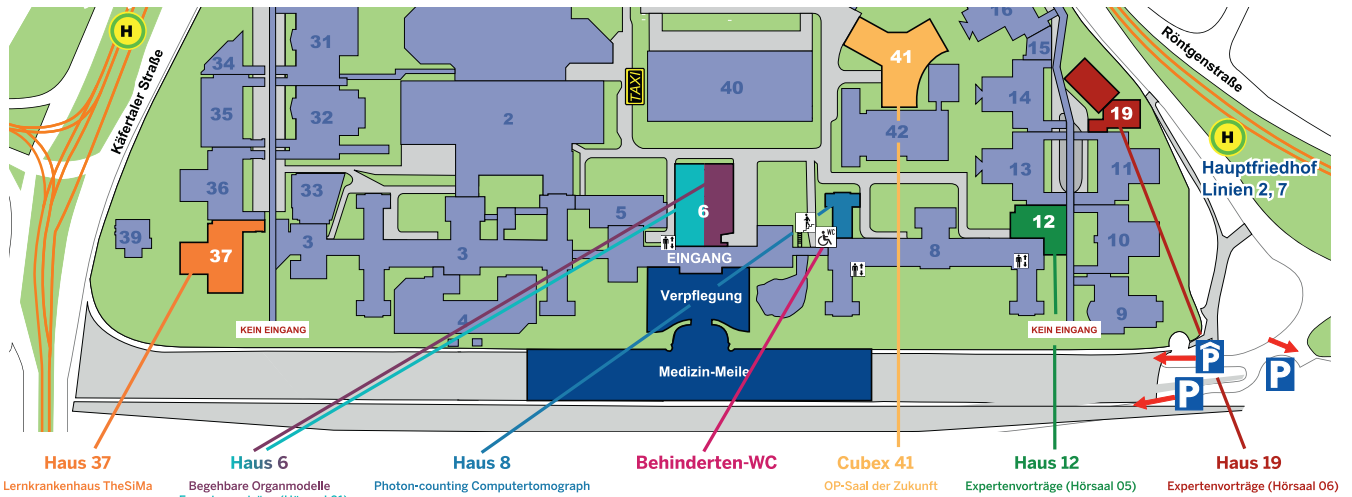 H
Käfertaler Straße
34
31
35
32
36
33
39
37
3
2
TAXI
40
41
42
16
15
14
19
13
11
12
10
9
Röntgenstraße
H
Hauptfriedhof
Linien 2, 7
5
6
3
4
8
WC
EINGANG
Verpflegung
KEIN EINGANG
KEIN EINGANG
Medizin-Meile
P
P
P
Haus 37
Lernkrankenhaus TheSiMa
Haus 6
Begehbare Organmodelle
Haus 8
Photon-counting Computertomograph
Behinderten-WC
Cubex 41
OP-Saal der Zukunft
Haus 12
Expertenvorträge (Hörsaal 05)
Haus 19
Expertenvorträge (Hörsaal 06)